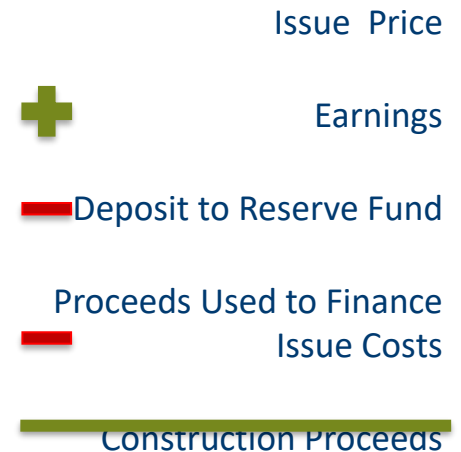 Issue Price
Earnings
Deposit to Reserve Fund
Proceeds Used to Finance
Issue Costs
Construction Proceeds